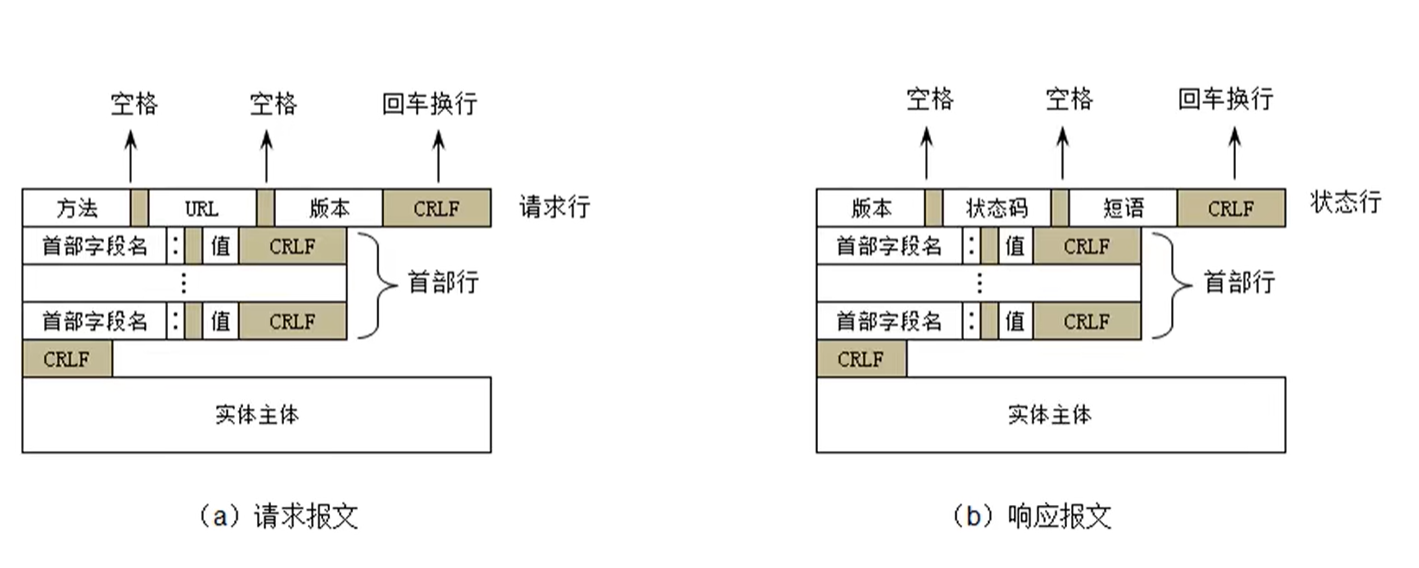 空格 空格 回车换行
方法 URL 版本 CRLF 请求行
首部字段名 : 值 CRLF
⋮
首部字段名 : 值 CRLF
首部行
CRLF
实体主体
（a）请求报文
空格 空格 回车换行
版本 状态码 短语 CRLF 状态行
首部字段名 : 值 CRLF
⋮
首部字段名 : 值 CRLF
首部行
CRLF
实体主体
（b）响应报文